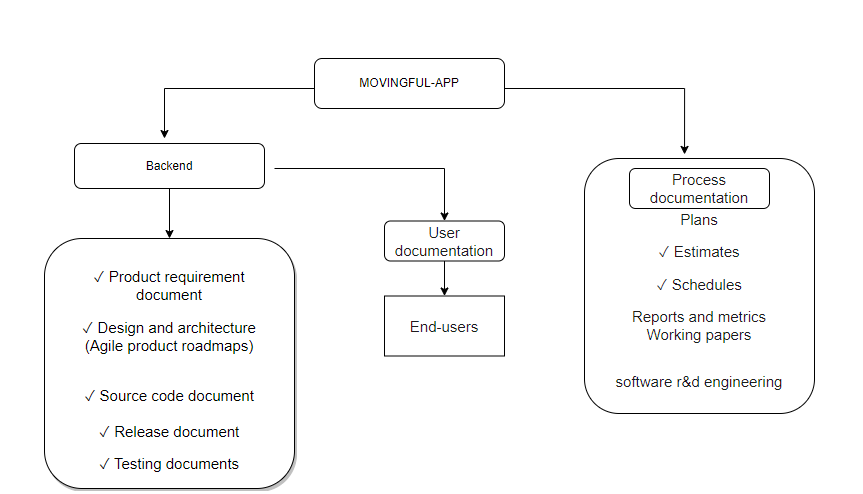 MOVINGFUL-APP
Backend
✓ Product requirement
document
✓ Design and architecture
(Agile product roadmaps)
✓ Source code document
✓ Release document
✓ Testing documents
User
documentation
End-users
Process
documentation
Plans
✓ Estimates
✓ Schedules
Reports and metrics
Working papers
software r&d engineering